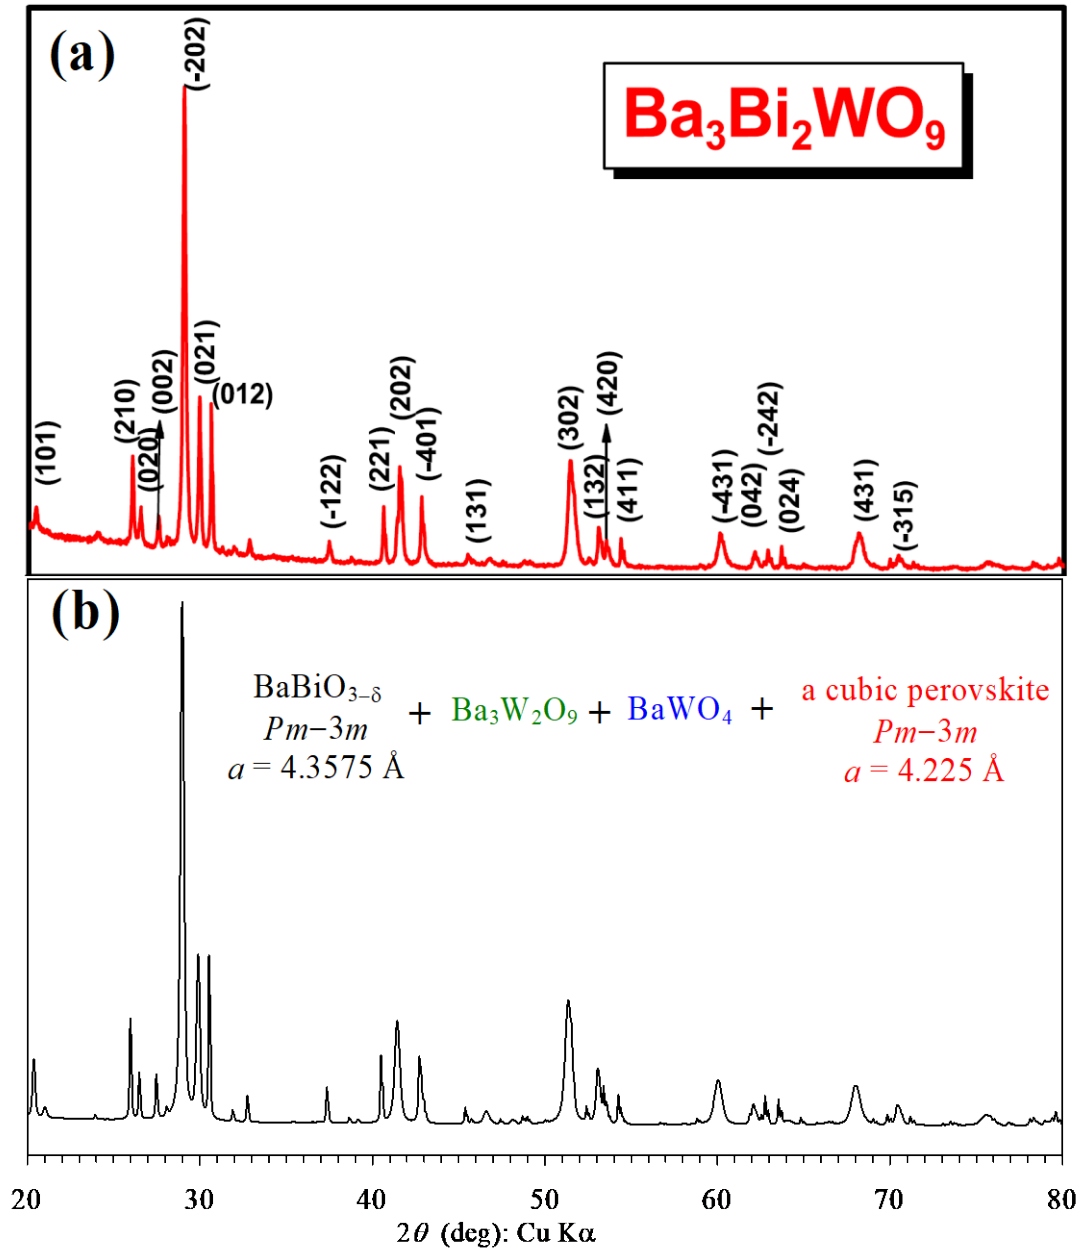 (a)
Ba₃Bi₂WO₉
(101)
(210)
(020)
(002)
(-202)
(021)
(012)
(-122)
(221)
(202)
(-401)
(131)
(302)
(132)
(420)
(411)
(-431)
(042)
(-242)
(024)
(431)
(-315)
(b)
BaBiO₃₋δ
Pm−3m
a = 4.3575 Å
+
Ba₃W₂O₉
+
BaWO₄
+
a cubic perovskite
Pm−3m
a = 4.225 Å
20 30 40 50 60 70 80
2θ (deg): Cu Kα